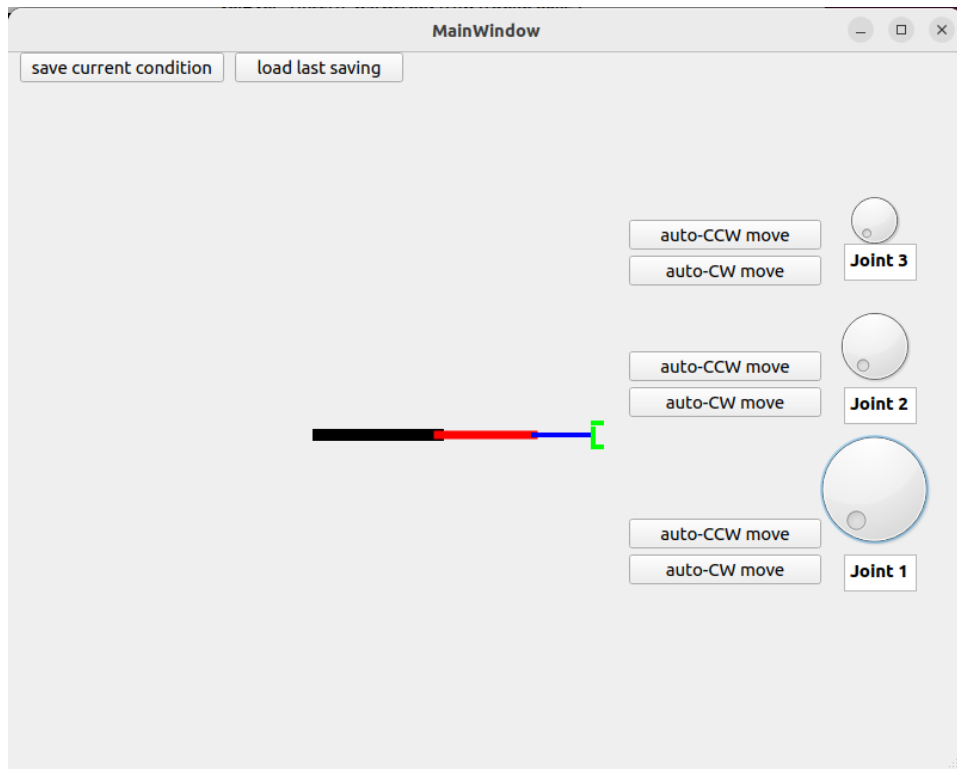 MainWindow
save current condition
load last saving
auto-CCW move
auto-CW move
Joint 3
auto-CCW move
auto-CW move
Joint 2
auto-CCW move
auto-CW move
Joint 1